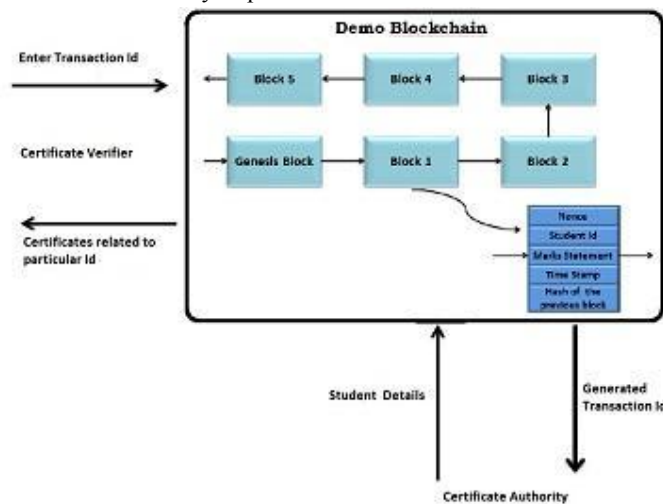 Demo Blockchain
Enter Transaction Id
Block 5
Block 4
Block 3
Certificate Verifier
Genesis Block
Block 1
Block 2
Certificates related to
particular Id
Nonce
Student Id
Marks Statement
Time Stamp
Hash of the
previous block
Student Details
Generated
Transaction Id
Certificate Authority